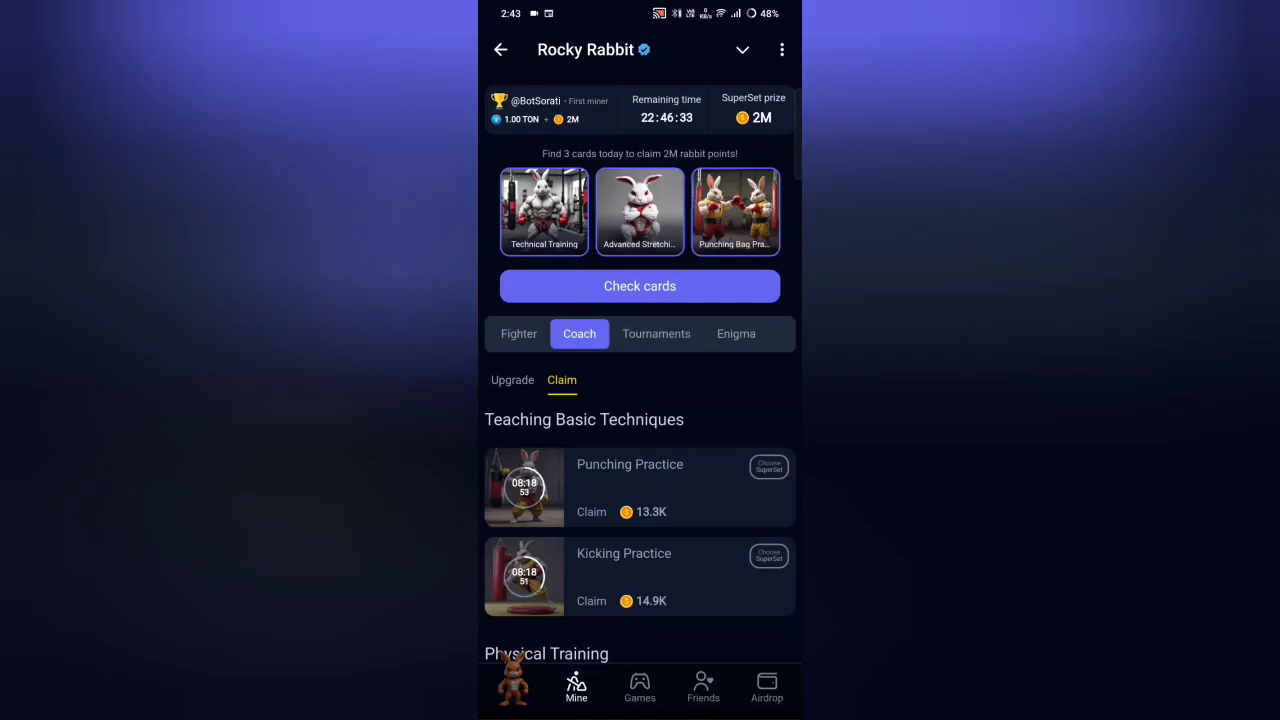 2:43 0 KB/s 48%
Rocky Rabbit
@BotSorati • First miner
1.00 TON + 2M
Remaining time
22:46:33
SuperSet prize
2M
Find 3 cards today to claim 2M rabbit points!
Technical Training
Advanced Stretchi...
Punching Bag Pra...
Check cards
Fighter Coach Tournaments Enigma
Upgrade Claim
Teaching Basic Techniques
08:18
53
Punching Practice
Choose
SuperSet
Claim 13.3K
08:18
51
Kicking Practice
Choose
SuperSet
Claim 14.9K
Physical Training
Mine Games Friends Airdrop